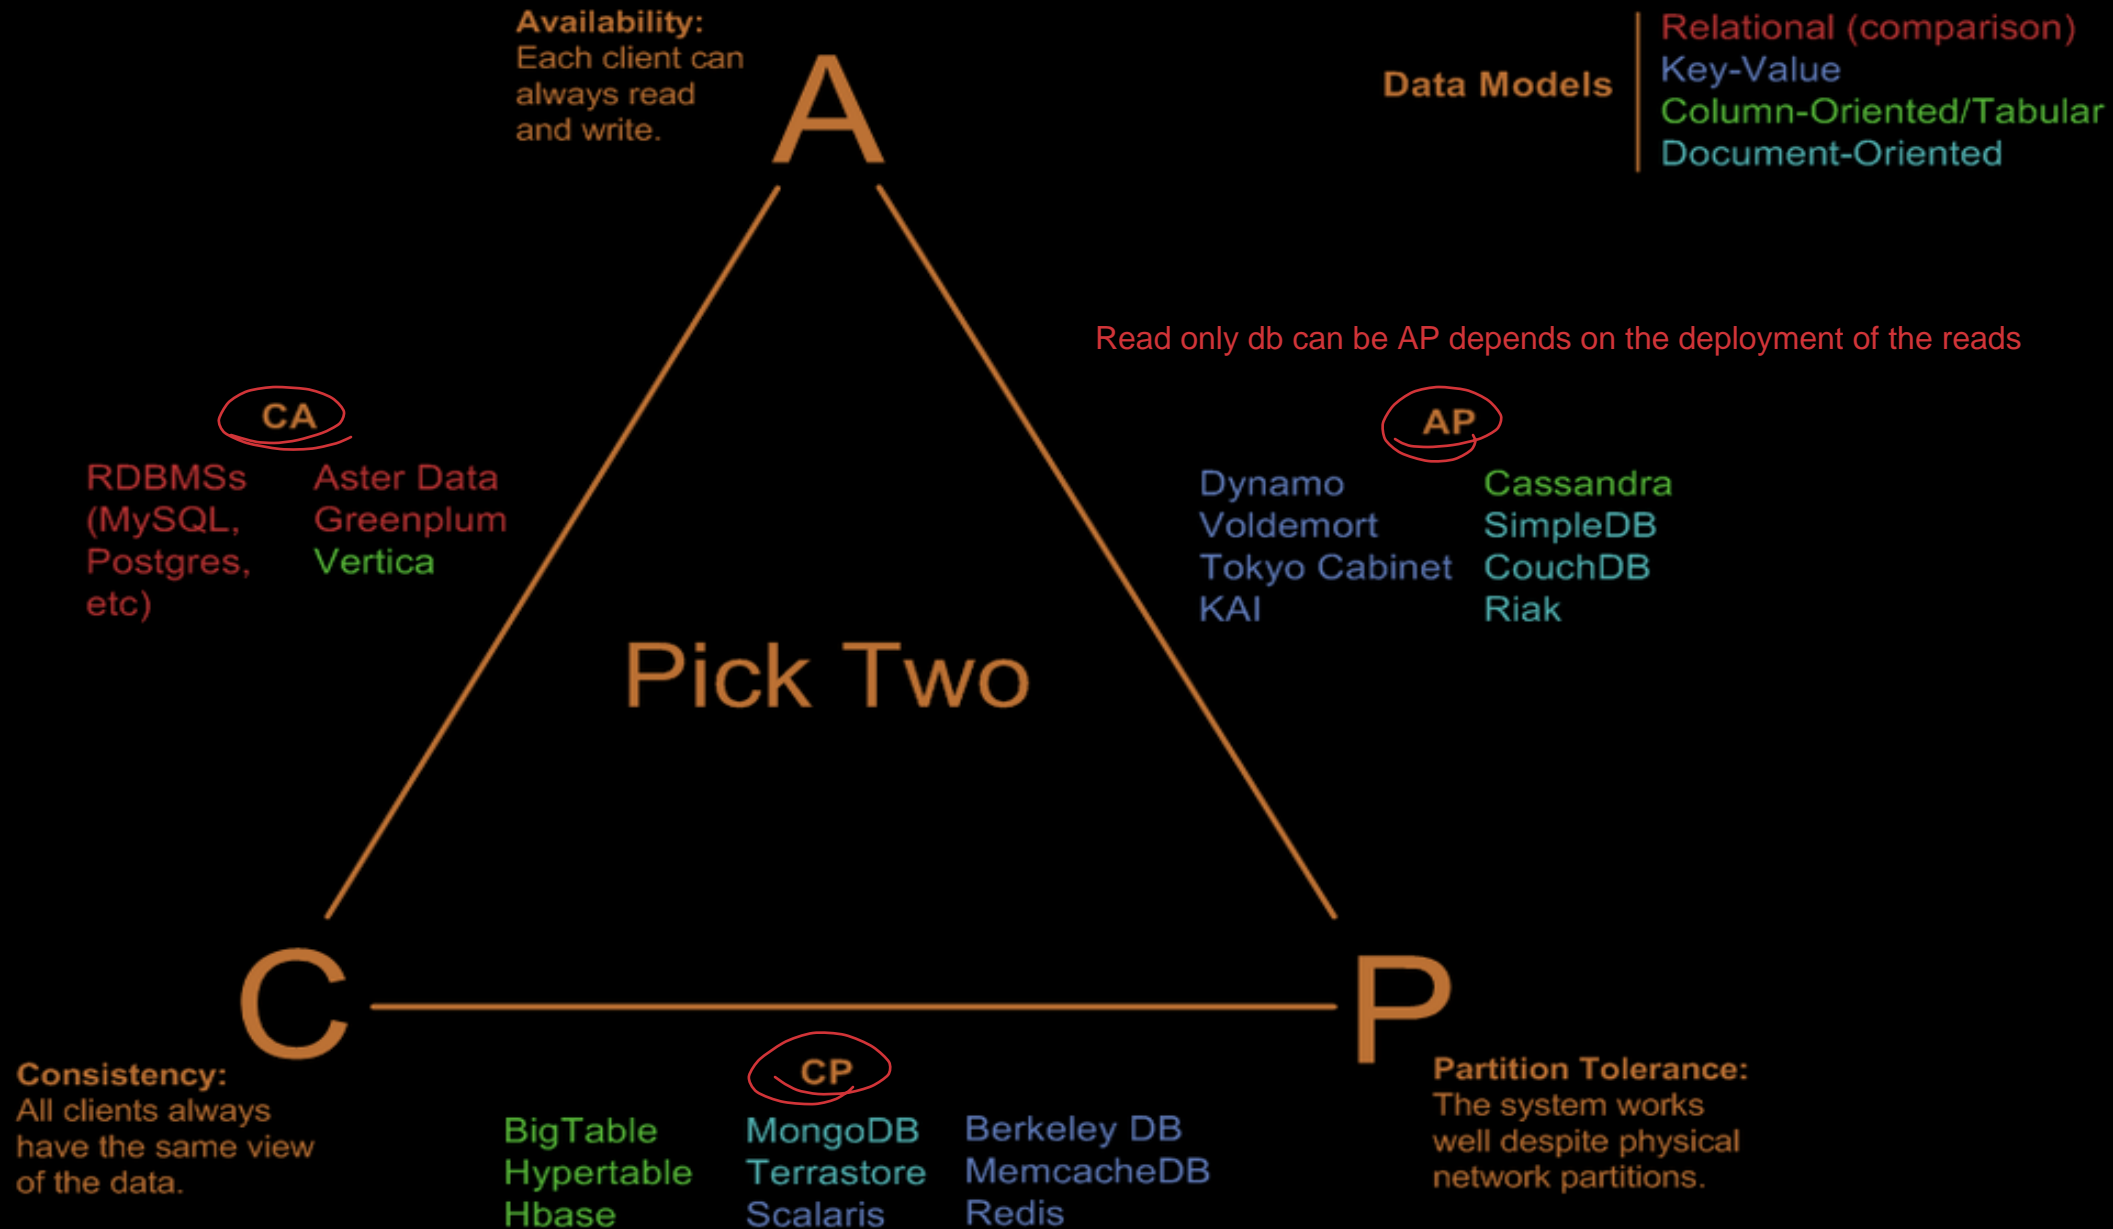 Availability:
Each client can
always read
and write.
A
Data Models
Relational (comparison)
Key-Value
Column-Oriented/Tabular
Document-Oriented
Read only db can be AP depends on the deployment of the reads
CA
RDBMSs
(MySQL,
Postgres,
etc)
Aster Data
Greenplum
Vertica
AP
Dynamo
Voldemort
Tokyo Cabinet
KAI
Cassandra
SimpleDB
CouchDB
Riak
Pick Two
C
Consistency:
All clients always
have the same view
of the data.
CP
BigTable
Hypertable
Hbase
MongoDB
Terrastore
Scalaris
Berkeley DB
MemcacheDB
Redis
P
Partition Tolerance:
The system works
well despite physical
network partitions.